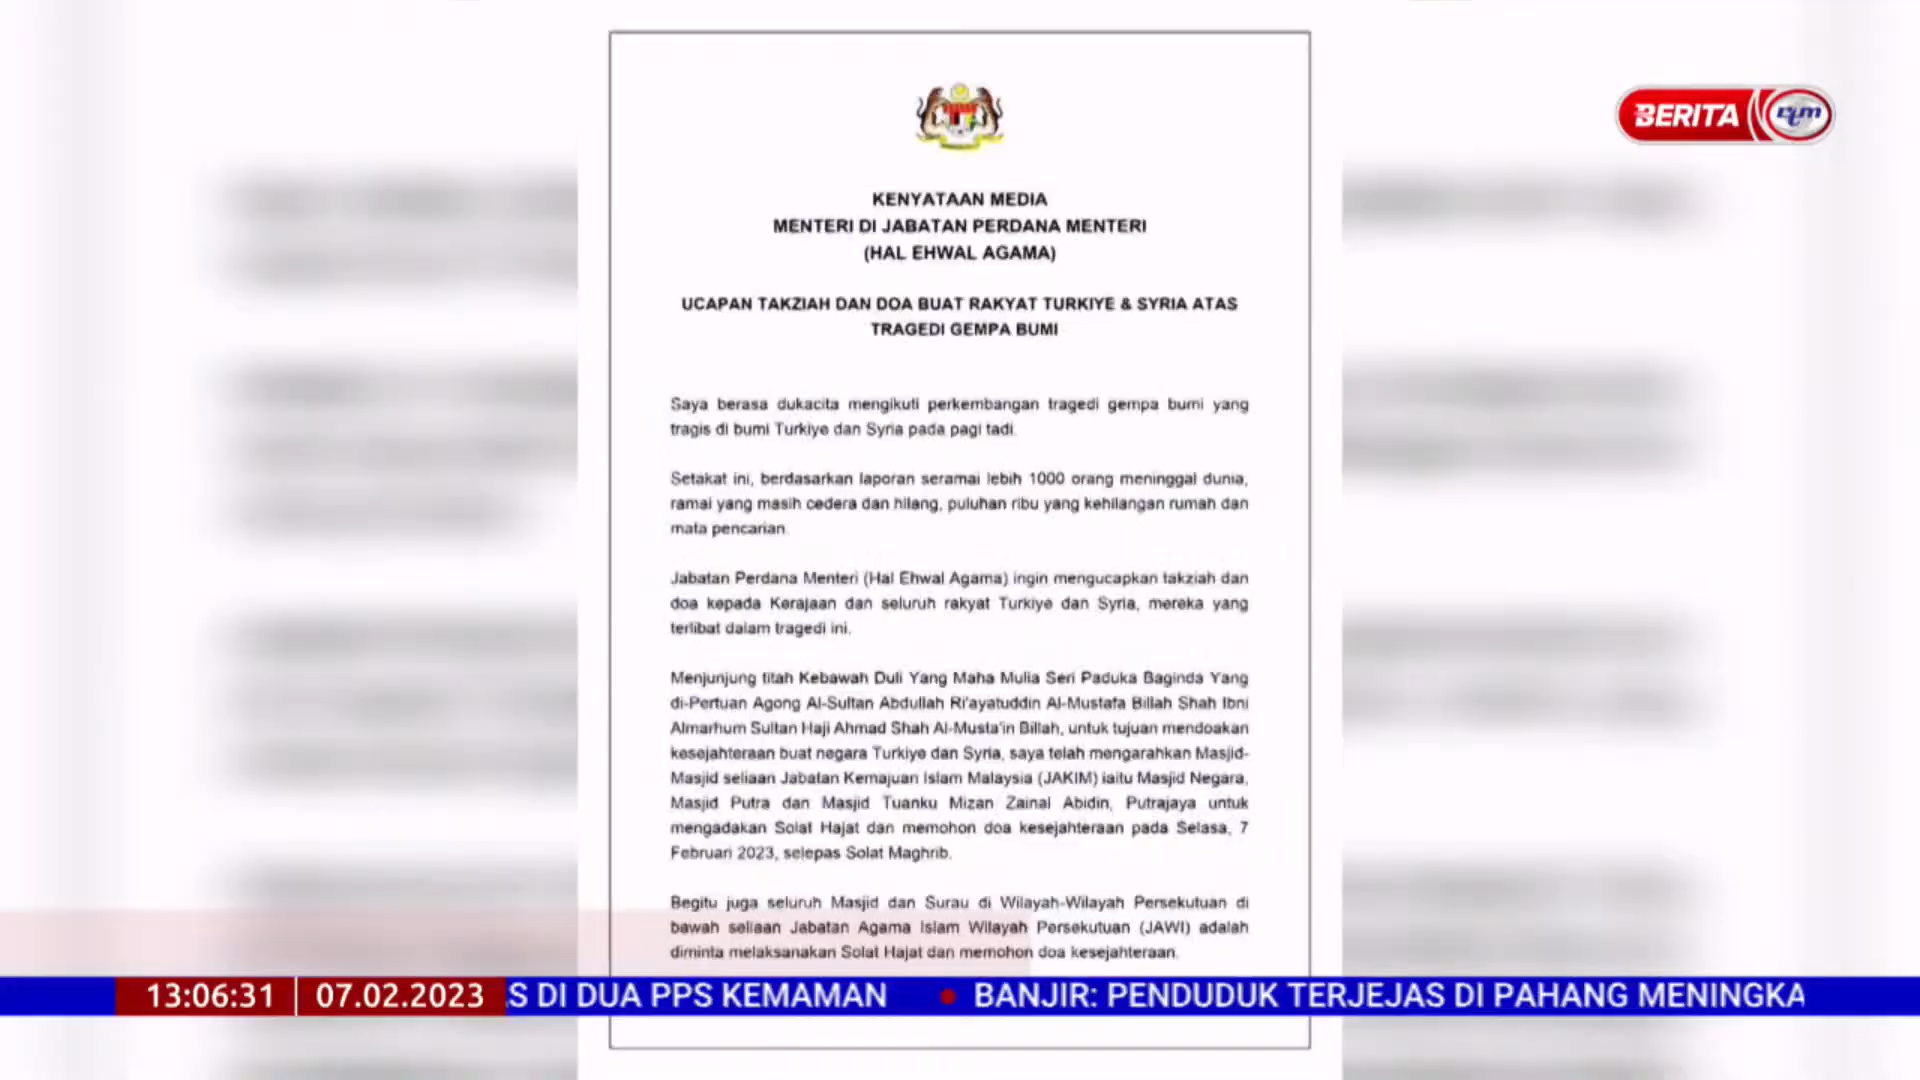 BERITA rtm
KENYATAAN MEDIA
MENTERI DI JABATAN PERDANA MENTERI
(HAL EHWAL AGAMA)
UCAPAN TAKZIAH DAN DOA BUAT RAKYAT TURKIYE & SYRIA ATAS
TRAGEDI GEMPA BUMI
Saya berasa dukacita mengikuti perkembangan tragedi gempa bumi yang
tragis di bumi Turkiye dan Syria pada pagi tadi.
Setakat ini, berdasarkan laporan seramai lebih 1000 orang meninggal dunia,
ramai yang masih cedera dan hilang, puluhan ribu yang kehilangan rumah dan
mata pencarian.
Jabatan Perdana Menteri (Hal Ehwal Agama) ingin mengucapkan takziah dan
doa kepada Kerajaan dan seluruh rakyat Turkiye dan Syria, mereka yang
terlibat dalam tragedi ini.
Menjunjung titah Kebawah Duli Yang Maha Mulia Seri Paduka Baginda Yang
di-Pertuan Agong Al-Sultan Abdullah Ri'ayatuddin Al-Mustafa Billah Shah Ibni
Almarhum Sultan Haji Ahmad Shah Al-Musta'in Billah, untuk tujuan mendoakan
kesejahteraan buat negara Turkiye dan Syria, saya telah mengarahkan Masjid-
Masjid seliaan Jabatan Kemajuan Islam Malaysia (JAKIM) iaitu Masjid Negara,
Masjid Putra dan Masjid Tuanku Mizan Zainal Abidin, Putrajaya untuk
mengadakan Solat Hajat dan memohon doa kesejahteraan pada Selasa, 7
Februari 2023, selepas Solat Maghrib.
Begitu juga seluruh Masjid dan Surau di Wilayah-Wilayah Persekutuan di
bawah seliaan Jabatan Agama Islam Wilayah Persekutuan (JAWI) adalah
diminta melaksanakan Solat Hajat dan memohon doa kesejahteraan.
13:06:31 07.02.2023 S DI DUA PPS KEMAMAN • BANJIR: PENDUDUK TERJEJAS DI PAHANG MENINGKA